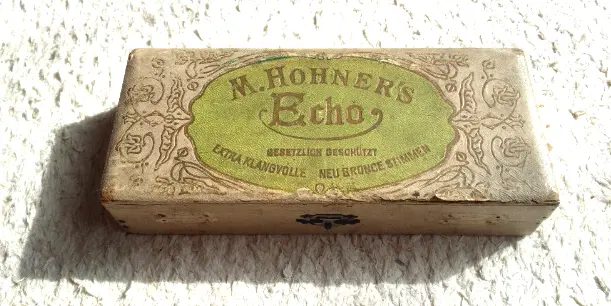 M. HOHNER'S
Echo
GESETZLICH GESCHÜTZT
EXTRA KLANGVOLLE NEU BRONCE STIMMEN